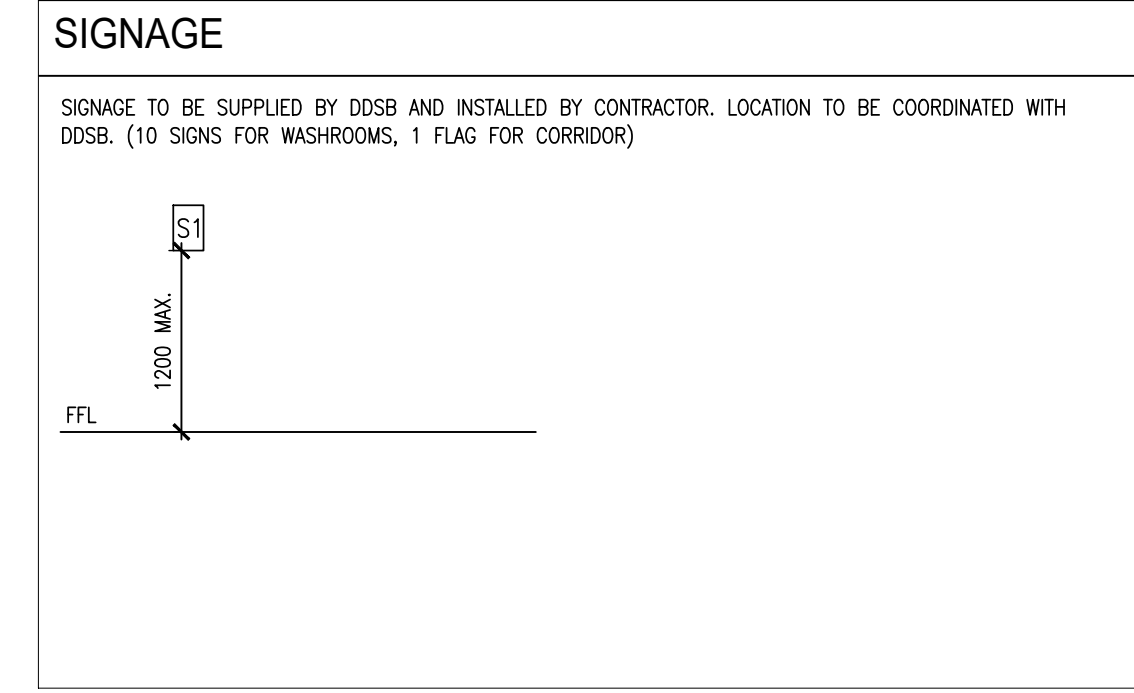 SIGNAGE
SIGNAGE TO BE SUPPLIED BY DDSB AND INSTALLED BY CONTRACTOR. LOCATION TO BE COORDINATED WITH
DDSB. (10 SIGNS FOR WASHROOMS, 1 FLAG FOR CORRIDOR)
S1
1200 MAX.
FFL